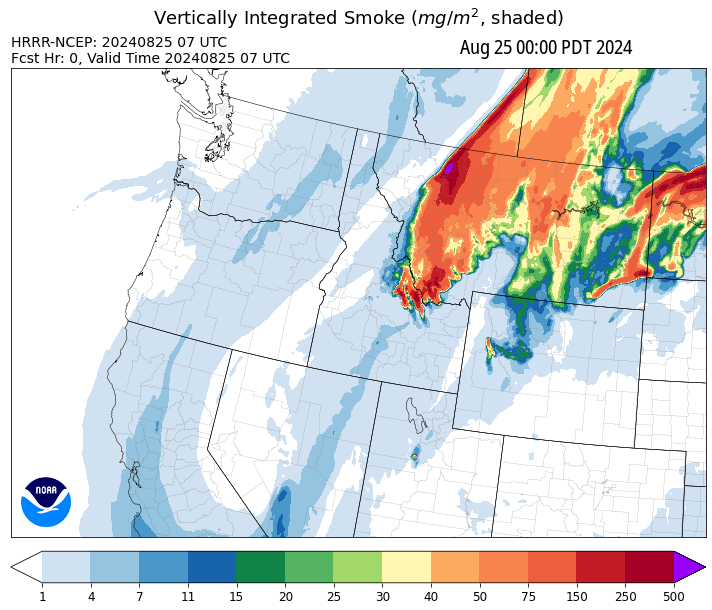 Vertically Integrated Smoke (mg/m², shaded)
HRRR-NCEP: 20240825 07 UTC
Aug 25 00:00 PDT 2024
Fcst Hr: 0, Valid Time 20240825 07 UTC
NOAA
1 4 7 11 15 20 25 30 40 50 75 150 250 500